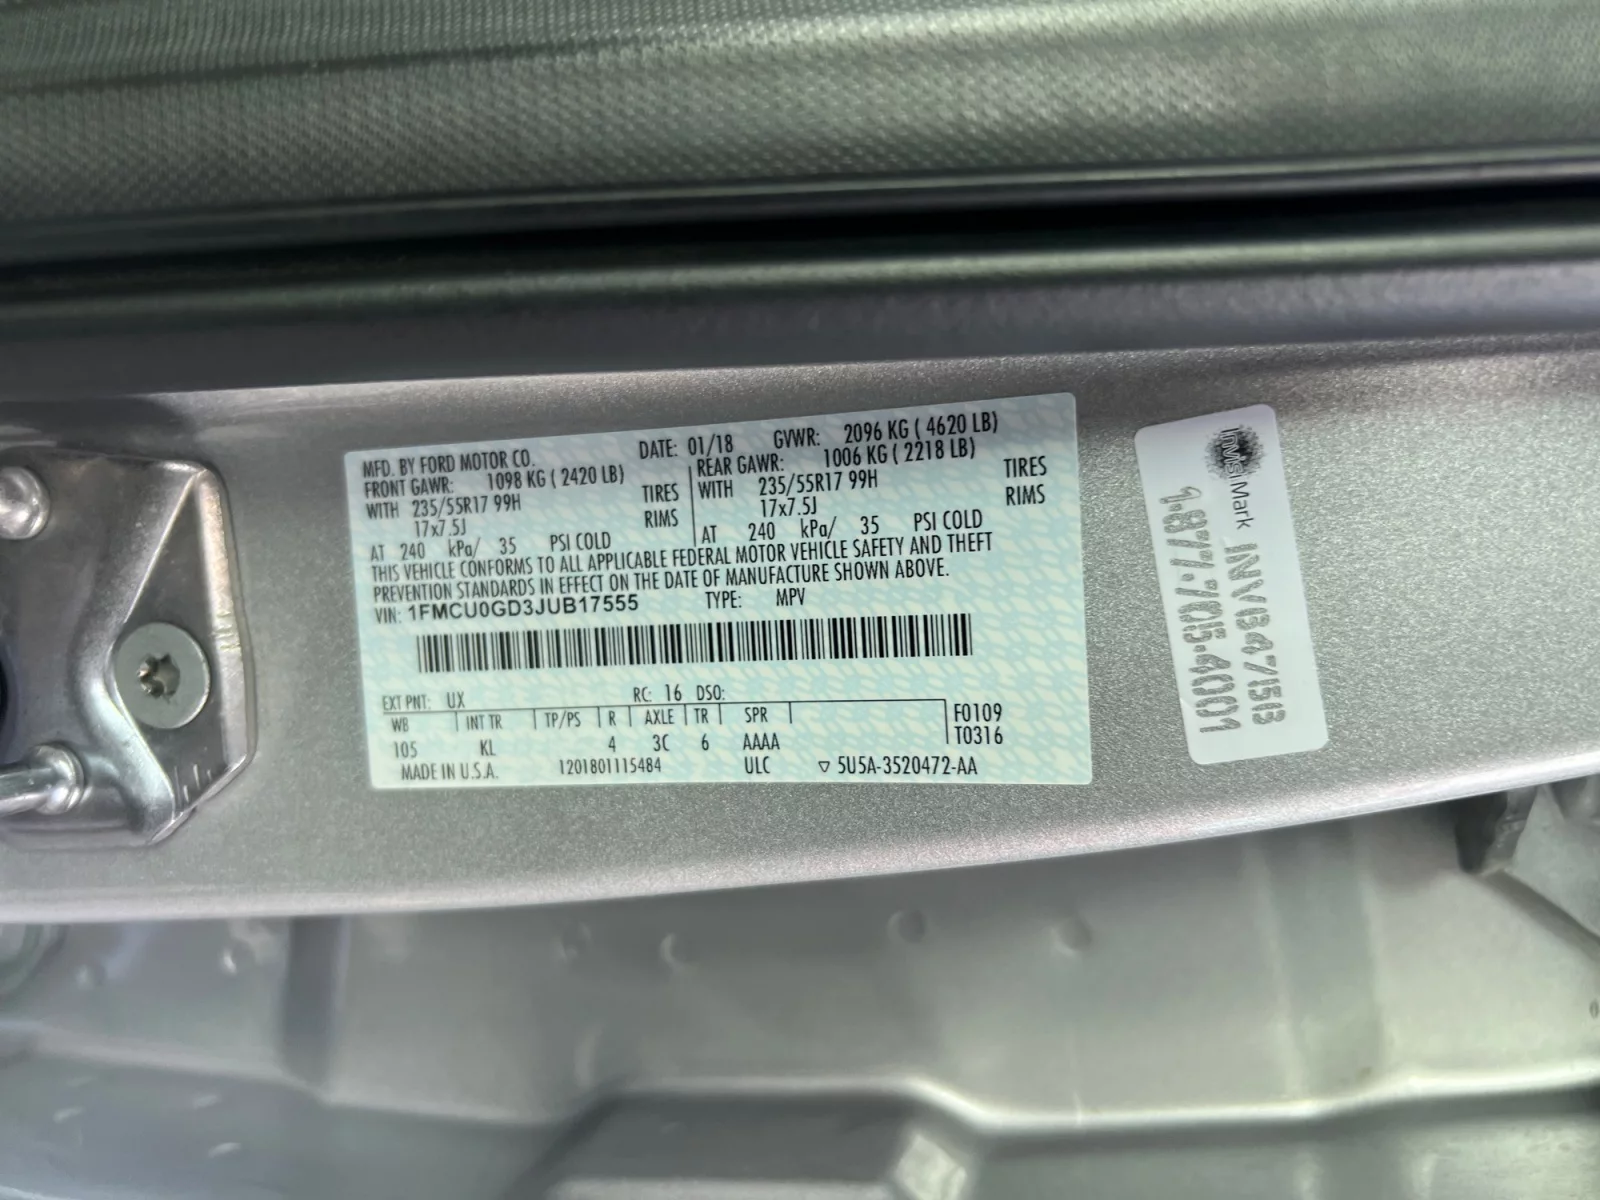 MFD. BY FORD MOTOR CO. DATE: 01/18 GVWR: 2096 KG ( 4620 LB)
FRONT GAWR: 1098 KG ( 2420 LB) REAR GAWR: 1006 KG ( 2218 LB)
WITH 235/55R17 99H TIRES WITH 235/55R17 99H TIRES
17x7.5J RIMS 17x7.5J RIMS
AT 240 kPa/ 35 PSI COLD AT 240 kPa/ 35 PSI COLD
THIS VEHICLE CONFORMS TO ALL APPLICABLE FEDERAL MOTOR VEHICLE SAFETY AND THEFT
PREVENTION STANDARDS IN EFFECT ON THE DATE OF MANUFACTURE SHOWN ABOVE.
VIN: 1FMCU0GD3JUB17555 TYPE: MPV
EXT PNT: UX RC: 16 DSO:
WB INT TR TP/PS R AXLE TR SPR F0109
105 KL 4 3C 6 AAAA T0316
MADE IN U.S.A. 1201801115484 ULC 5U5A-3520472-AA
InvisiMark
INV8471513
1.877.705.4001